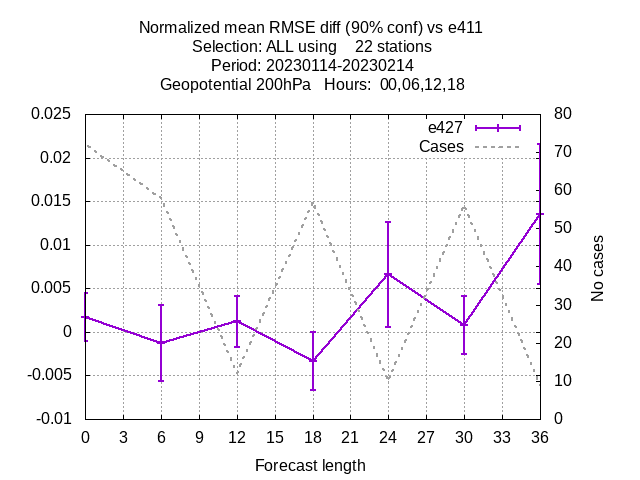 Normalized mean RMSE diff (90% conf) vs e411
Selection: ALL using    22 stations
Period: 20230114-20230214
Geopotential 200hPa   Hours:  00,06,12,18
e427
Cases
0.025
0.02
0.015
0.01
0.005
0
-0.005
-0.01
80
70
60
50
40
30
20
10
0
No cases
0 3 6 9 12 15 18 21 24 27 30 33 36
Forecast length